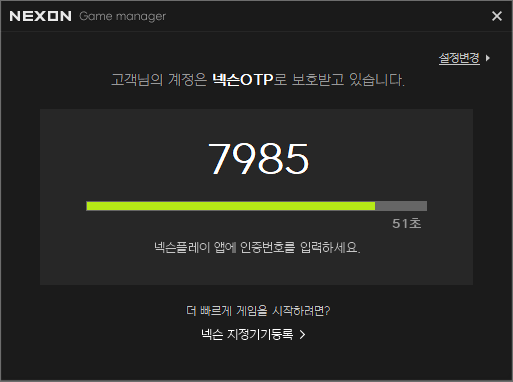 NEXON Game manager
설정변경
고객님의 계정은 넥슨OTP로 보호받고 있습니다.
7985
51초
넥슨플레이 앱에 인증번호를 입력하세요.
더 빠르게 게임을 시작하려면?
넥슨 지정기기등록 >